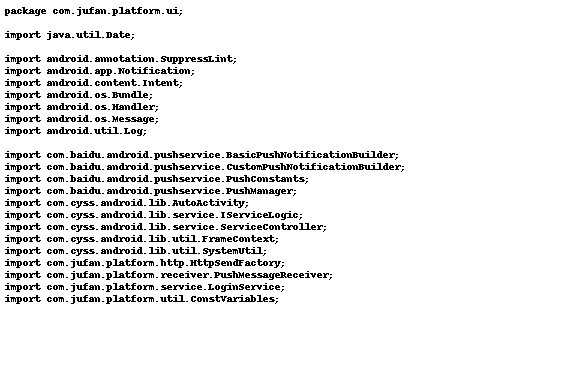 package com.jufan.platform.ui;
import java.util.Date;
import android.annotation.SuppressLint;
import android.app.Notification;
import android.content.Intent;
import android.os.Bundle;
import android.os.Handler;
import android.os.Message;
import android.util.Log;
import com.baidu.android.pushservice.BasicPushNotificationBuilder;
import com.baidu.android.pushservice.CustomPushNotificationBuilder;
import com.baidu.android.pushservice.PushConstants;
import com.baidu.android.pushservice.PushManager;
import com.cyss.android.lib.AutoActivity;
import com.cyss.android.lib.service.IServiceLogic;
import com.cyss.android.lib.service.ServiceController;
import com.cyss.android.lib.util.FrameContext;
import com.cyss.android.lib.util.SystemUtil;
import com.jufan.platform.http.HttpSendFactory;
import com.jufan.platform.receiver.PushMessageReceiver;
import com.jufan.platform.service.LoginService;
import com.jufan.platform.util.ConstVariables;